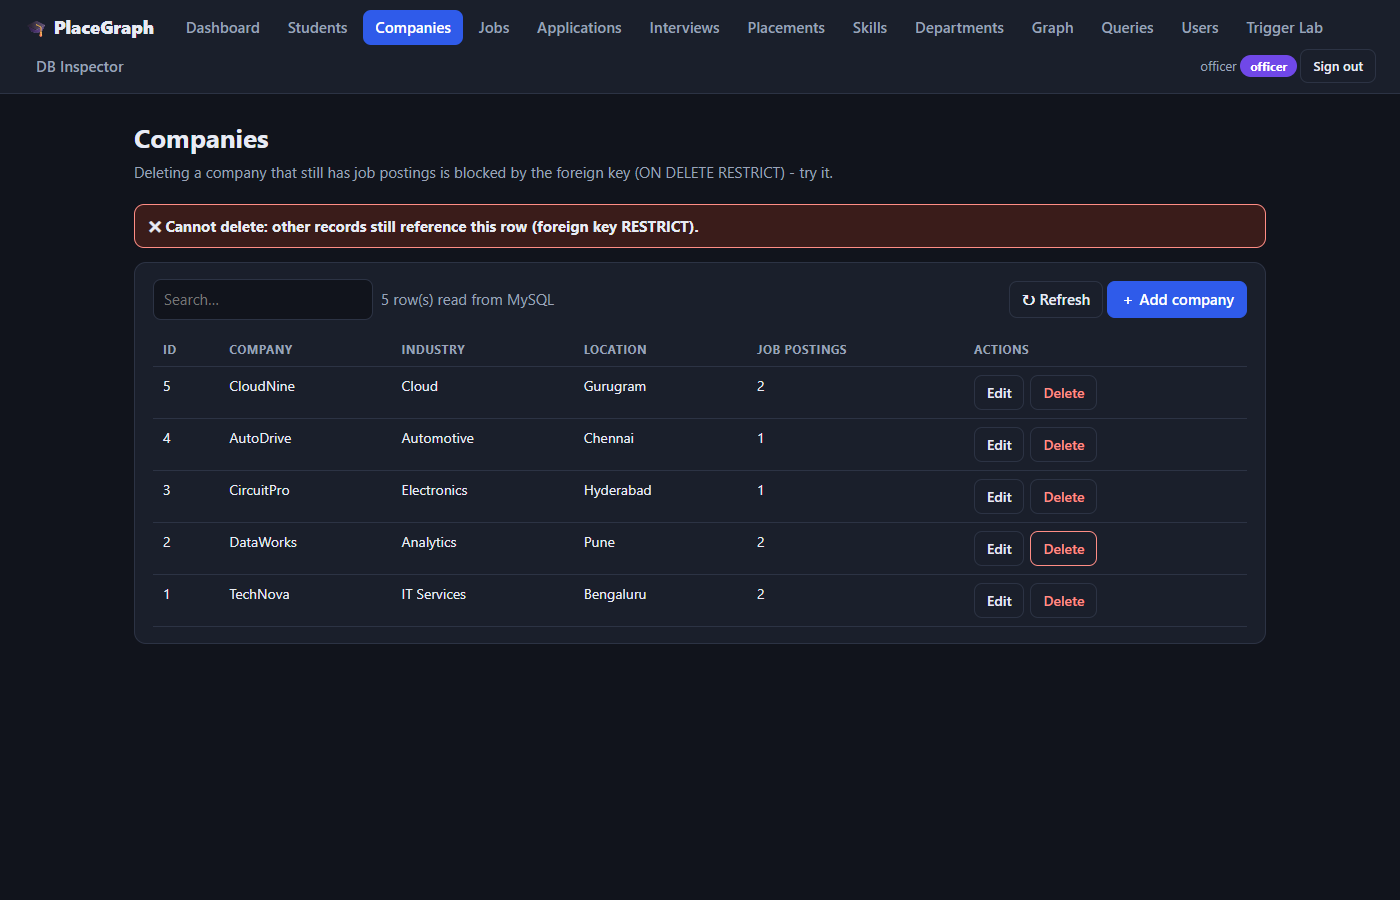 PlaceGraph Dashboard Students Companies Jobs Applications Interviews Placements Skills Departments Graph Queries Users Trigger Lab
DB Inspector officer officer Sign out
Companies
Deleting a company that still has job postings is blocked by the foreign key (ON DELETE RESTRICT) - try it.
❌ Cannot delete: other records still reference this row (foreign key RESTRICT).
Search... 5 row(s) read from MySQL ↻ Refresh + Add company
ID COMPANY INDUSTRY LOCATION JOB POSTINGS ACTIONS
5 CloudNine Cloud Gurugram 2 Edit Delete
4 AutoDrive Automotive Chennai 1 Edit Delete
3 CircuitPro Electronics Hyderabad 1 Edit Delete
2 DataWorks Analytics Pune 2 Edit Delete
1 TechNova IT Services Bengaluru 2 Edit Delete